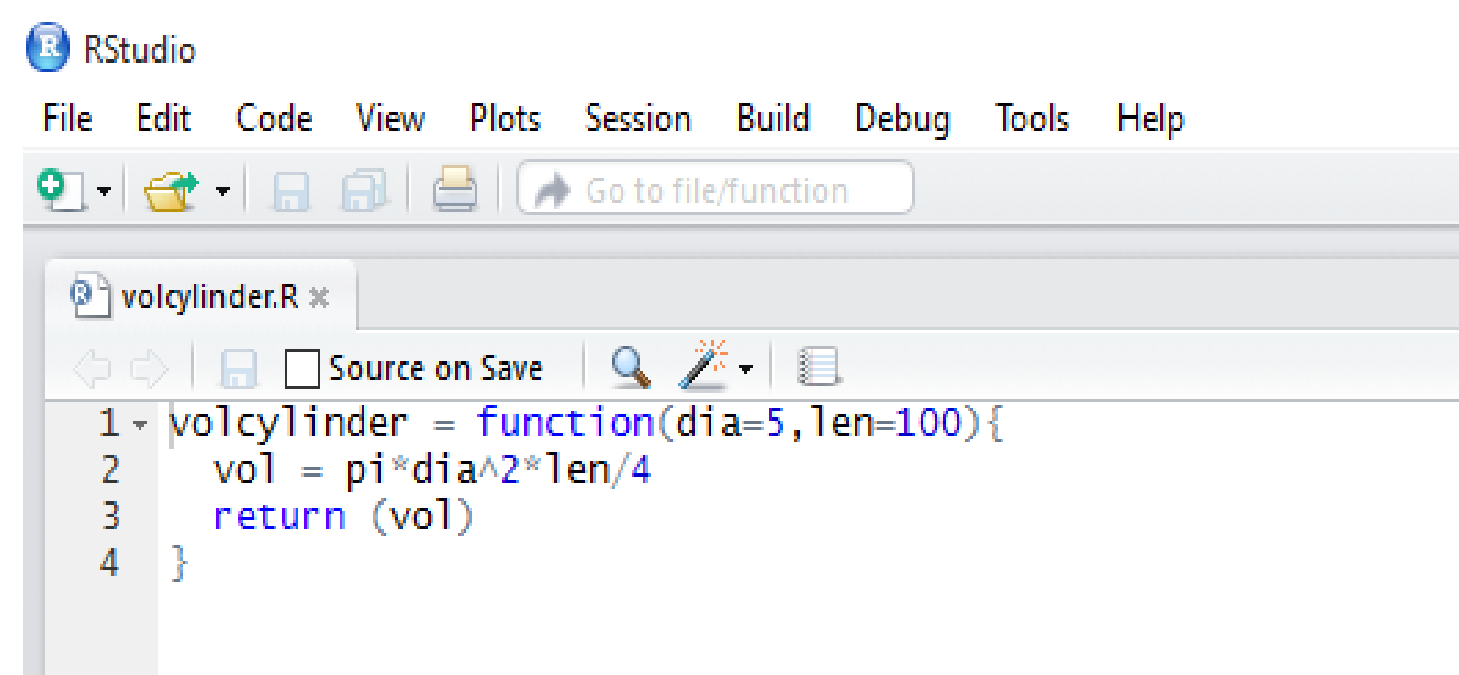 R RStudio
File Edit Code View Plots Session Build Debug Tools Help
Go to file/function
R volcylinder.R
Source on Save
1 volcylinder = function(dia=5,len=100){
2 vol = pi*dia^2*len/4
3 return (vol)
4 }